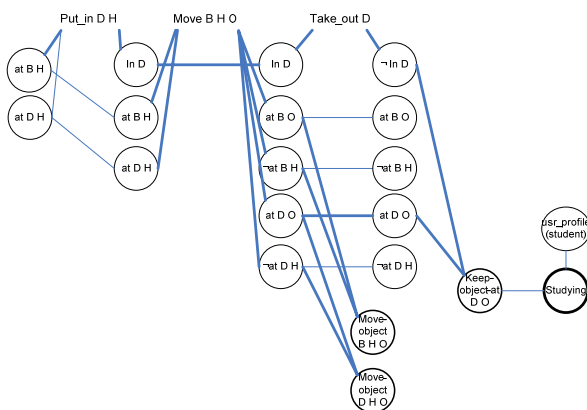 Put_in D H
Move B H O
Take_out D
In D
In D
¬ In D
at B H
at D H
at B H
at B O
at B O
at D H
¬at B H
¬at B H
at D O
at D O
¬at D H
¬at D H
usr_profile
(student)
Keep-
object-at
D O
Studying
Move-
object
B H O
Move-
object
D H O